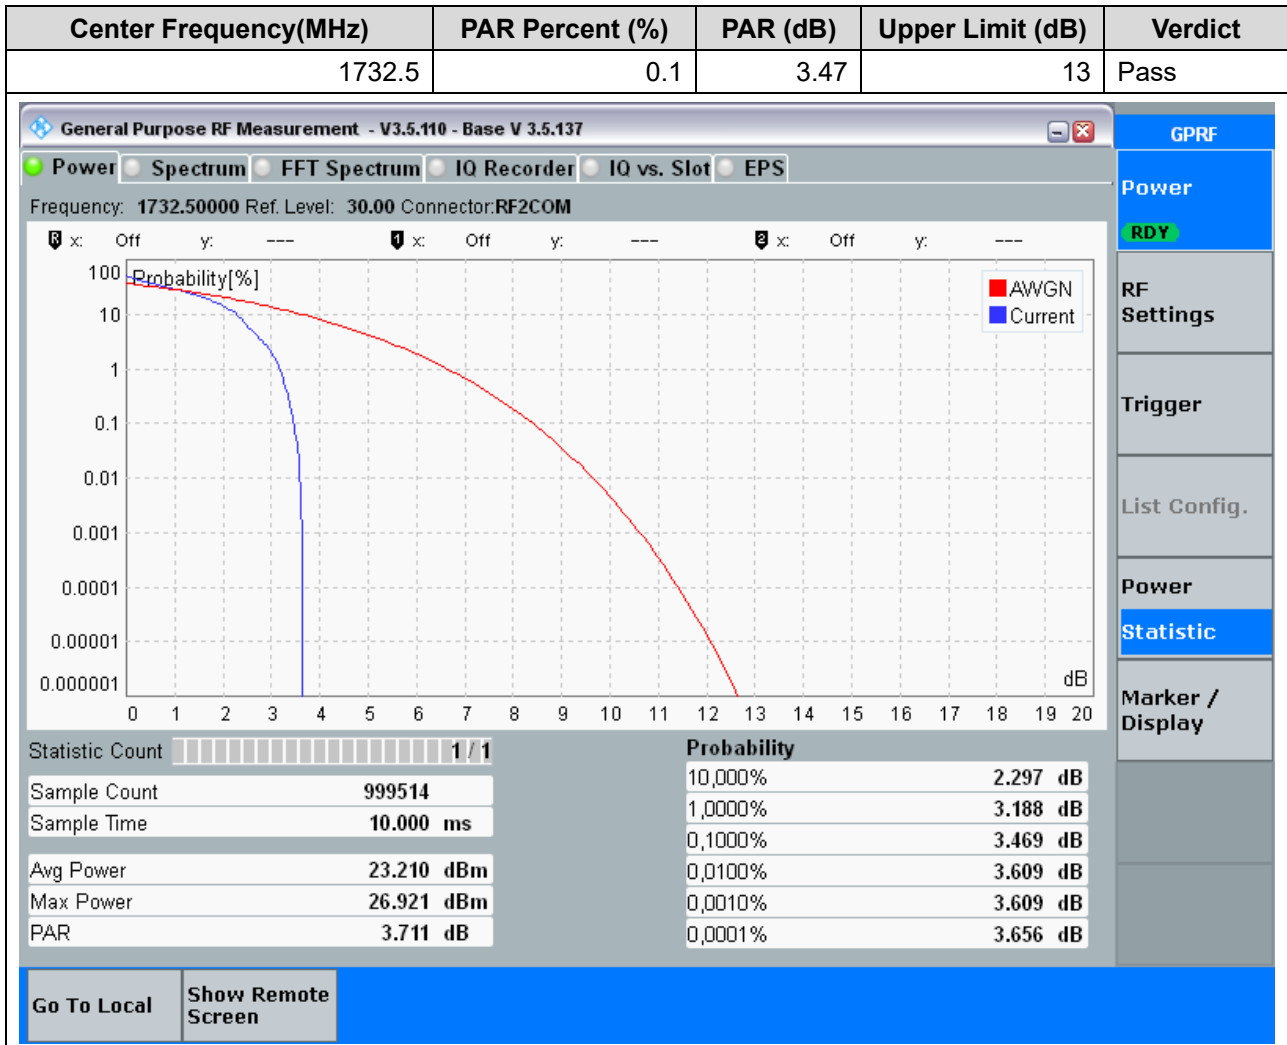 Center Frequency(MHz) PAR Percent (%) PAR (dB) Upper Limit (dB) Verdict
1732.5 0.1 3.47 13 Pass
General Purpose RF Measurement - V3.5.110 - Base V 3.5.137
GPRF
Power Spectrum FFT Spectrum IQ Recorder IQ vs. Slot EPS
Frequency: 1732.50000 Ref. Level: 30.00 Connector:RF2COM
R x: Off y: --- 1 x: Off y: --- 2 x: Off y: ---
Probability[%]
AWGN
Current
100
10
1
0.1
0.01
0.001
0.0001
0.00001
0.000001
dB
0 1 2 3 4 5 6 7 8 9 10 11 12 13 14 15 16 17 18 19 20
Statistic Count 1 / 1
Sample Count 999514
Sample Time 10.000 ms
Avg Power 23.210 dBm
Max Power 26.921 dBm
PAR 3.711 dB
Probability
10,000% 2.297 dB
1,0000% 3.188 dB
0,1000% 3.469 dB
0,0100% 3.609 dB
0,0010% 3.609 dB
0,0001% 3.656 dB
Power
RDY
RF
Settings
Trigger
List Config.
Power
Statistic
Marker /
Display
Go To Local
Show Remote
Screen